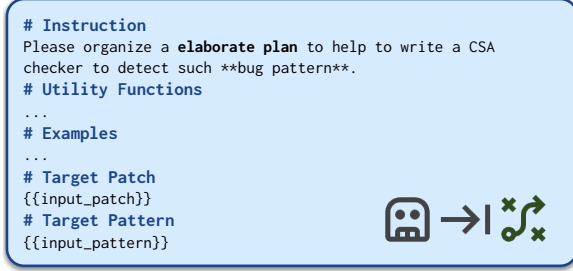 # Instruction
Please organize a elaborate plan to help to write a CSA
checker to detect such **bug pattern**.
# Utility Functions
...
# Examples
...
# Target Patch
{{input_patch}}
# Target Pattern
{{input_pattern}}